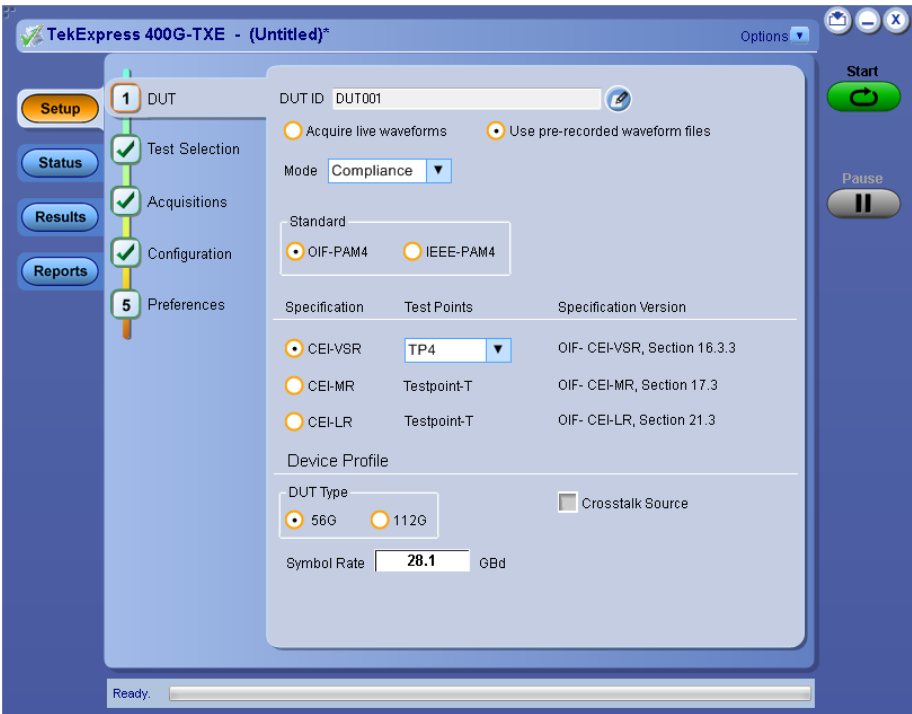 TekExpress 400G-TXE - (Untitled)*
Options
X
Start
Pause
Setup
Status
Results
Reports
1 DUT
Test Selection
Acquisitions
Configuration
5 Preferences
DUT ID DUT001
Acquire live waveforms Use pre-recorded waveform files
Mode Compliance
Standard
OIF-PAM4 IEEE-PAM4
Specification Test Points Specification Version
CEI-VSR TP4 OIF- CEI-VSR, Section 16.3.3
CEI-MR Testpoint-T OIF- CEI-MR, Section 17.3
CEI-LR Testpoint-T OIF- CEI-LR, Section 21.3
Device Profile
DUT Type
56G 112G
Crosstalk Source
Symbol Rate 28.1 GBd
Ready.